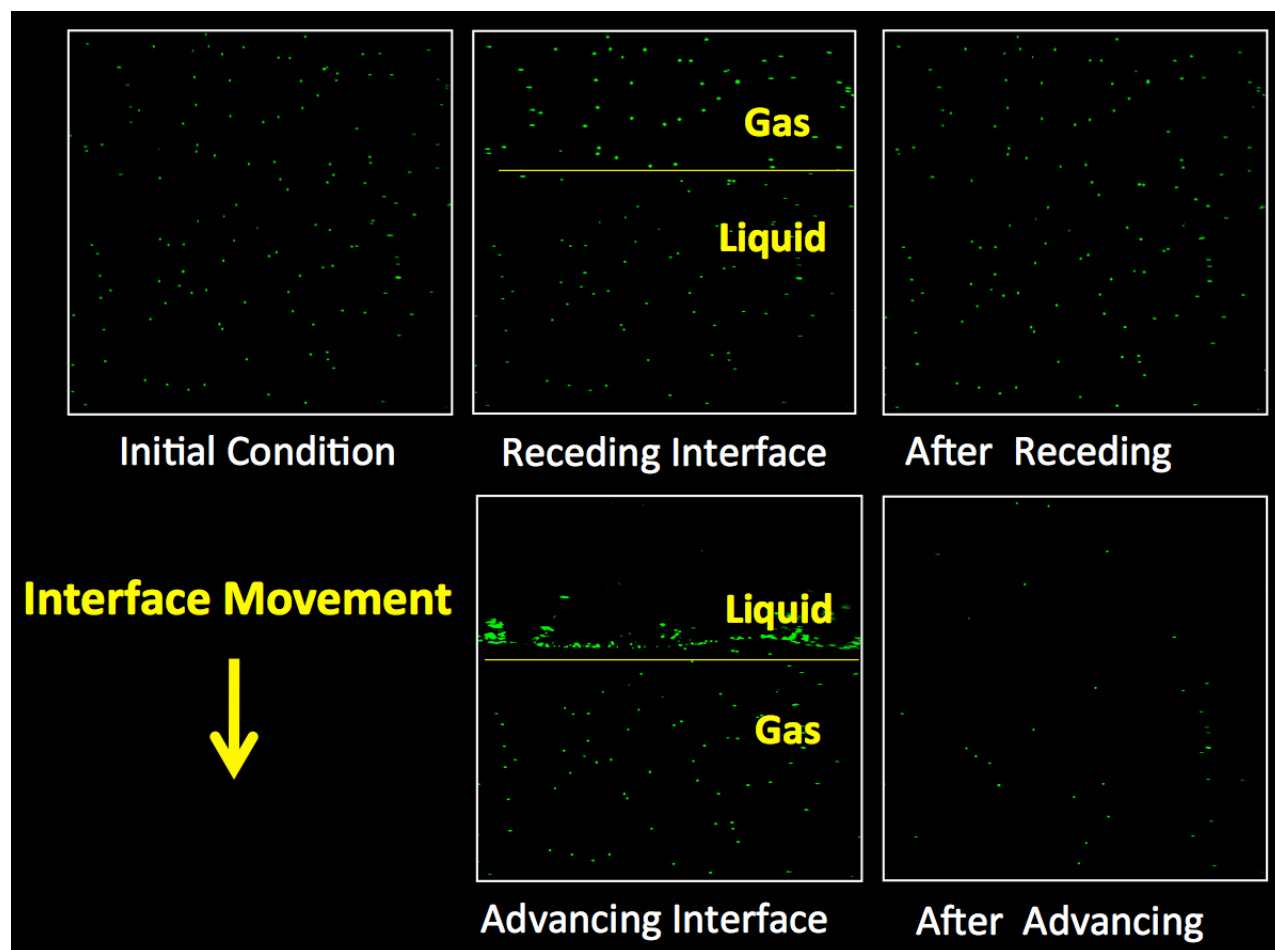 Gas
Liquid
Initial Condition
Receding Interface
After Receding
Interface Movement
Liquid
Gas
Advancing Interface
After Advancing